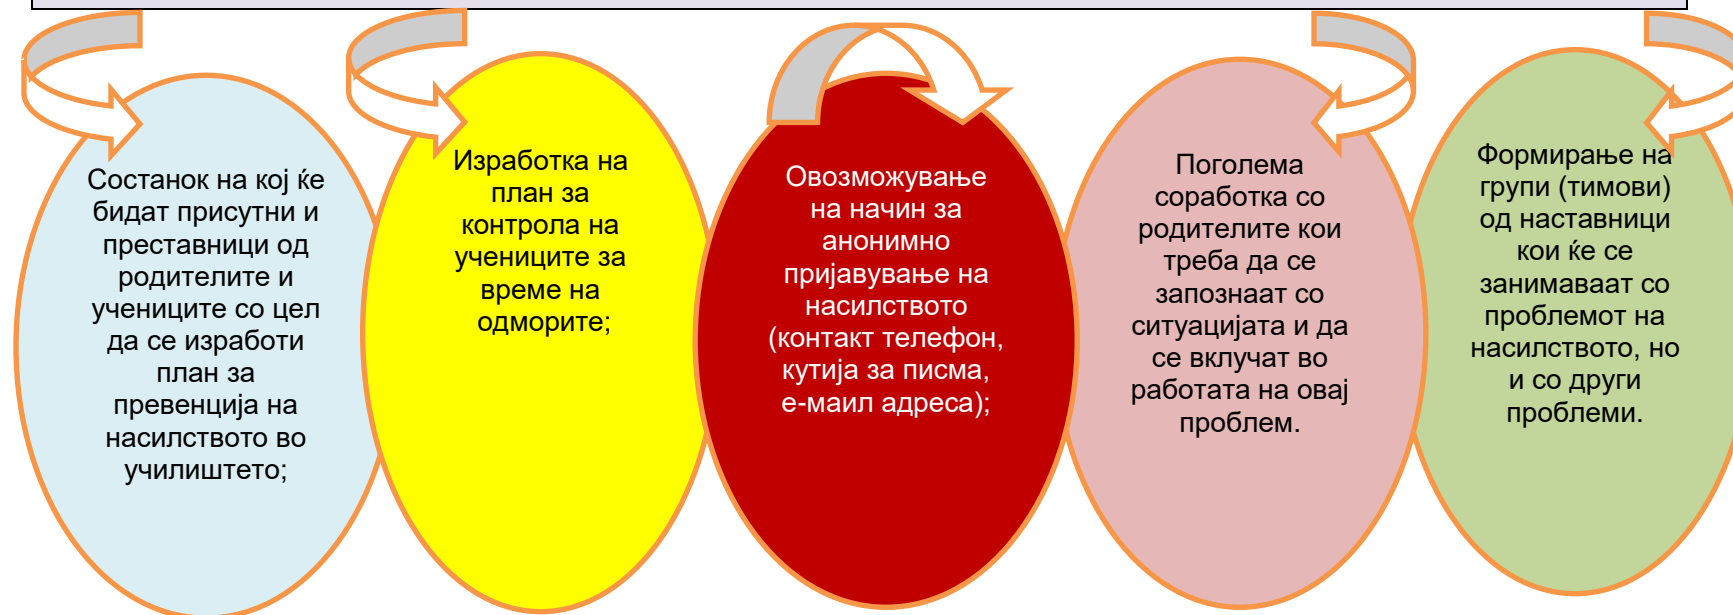 Состанок на кој ќе
бидат присутни и
преставници од
родителите и
учениците со цел
да се изработи
план за
превенција на
насилството во
училиштето;
Изработка на
план за
контрола на
учениците за
време на
одморите;
Овозможување
на начин за
анонимно
пријавување на
насилството
(контакт телефон,
кутија за писма,
е-маил адреса);
Поголема
соработка со
родителите кои
треба да се
запознаат со
ситуацијата и да
се вклучат во
работата на овај
проблем.
Формирање на
групи (тимови)
од наставници
кои ќе се
занимаваат со
проблемот на
насилството, но
и со други
проблеми.